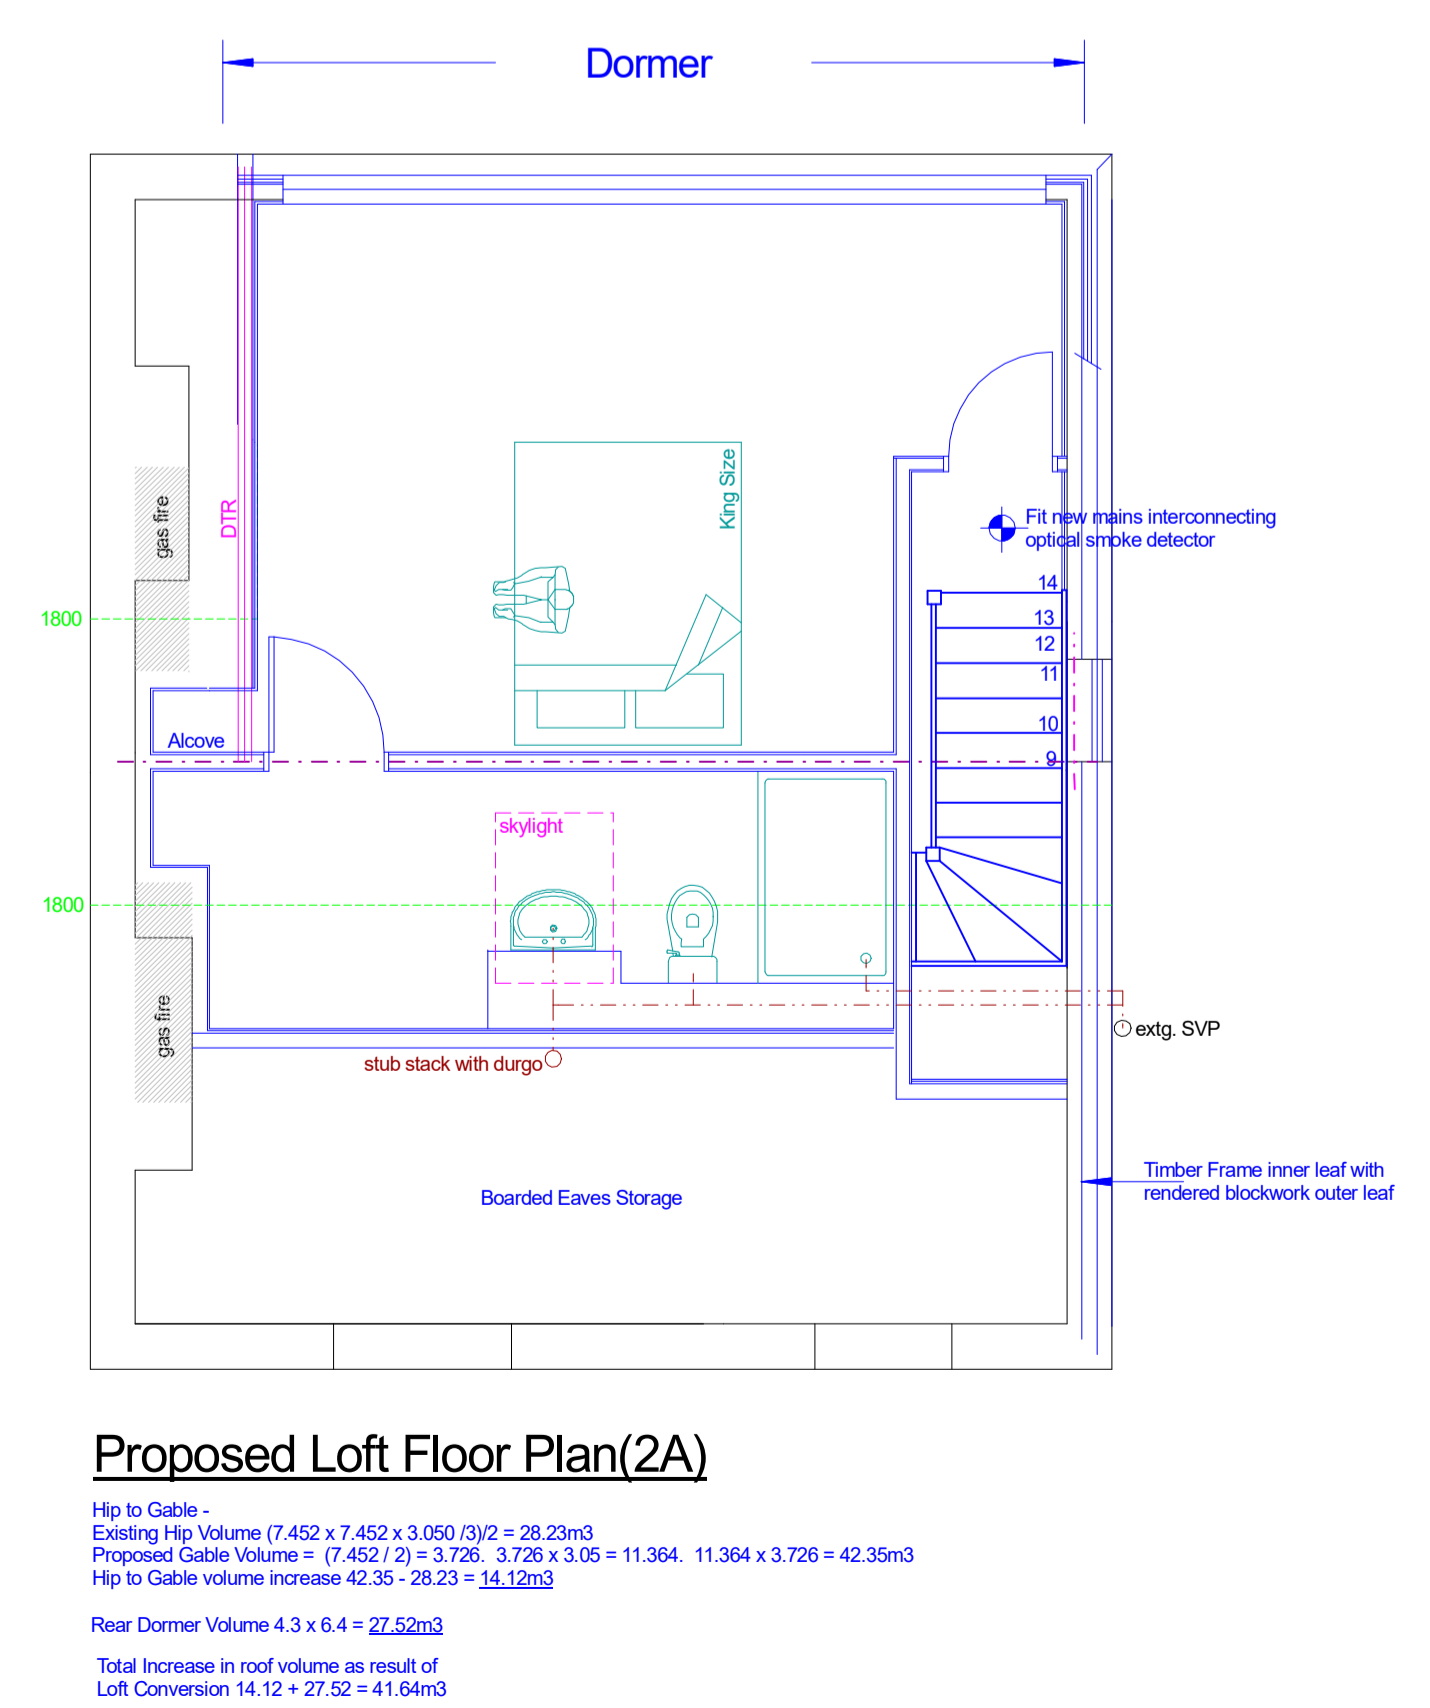 Dormer
gas fire
DTR
King Size
Fit new mains interconnecting
optical smoke detector
14
1800
13
12
11
10
Alcove
9
skylight
1800
gas fire
extg. SVP
stub stack with durgo
Timber Frame inner leaf with
rendered blockwork outer leaf
Boarded Eaves Storage
Proposed Loft Floor Plan(2A)
Hip to Gable -
Existing Hip Volume (7.452 x 7.452 x 3.050 /3)/2 = 28.23m3
Proposed Gable Volume =  (7.452 / 2) = 3.726.  3.726 x 3.05 = 11.364.  11.364 x 3.726 = 42.35m3
Hip to Gable volume increase 42.35 - 28.23 = 14.12m3
Rear Dormer Volume 4.3 x 6.4 = 27.52m3
Total Increase in roof volume as result of
Loft Conversion 14.12 + 27.52 = 41.64m3